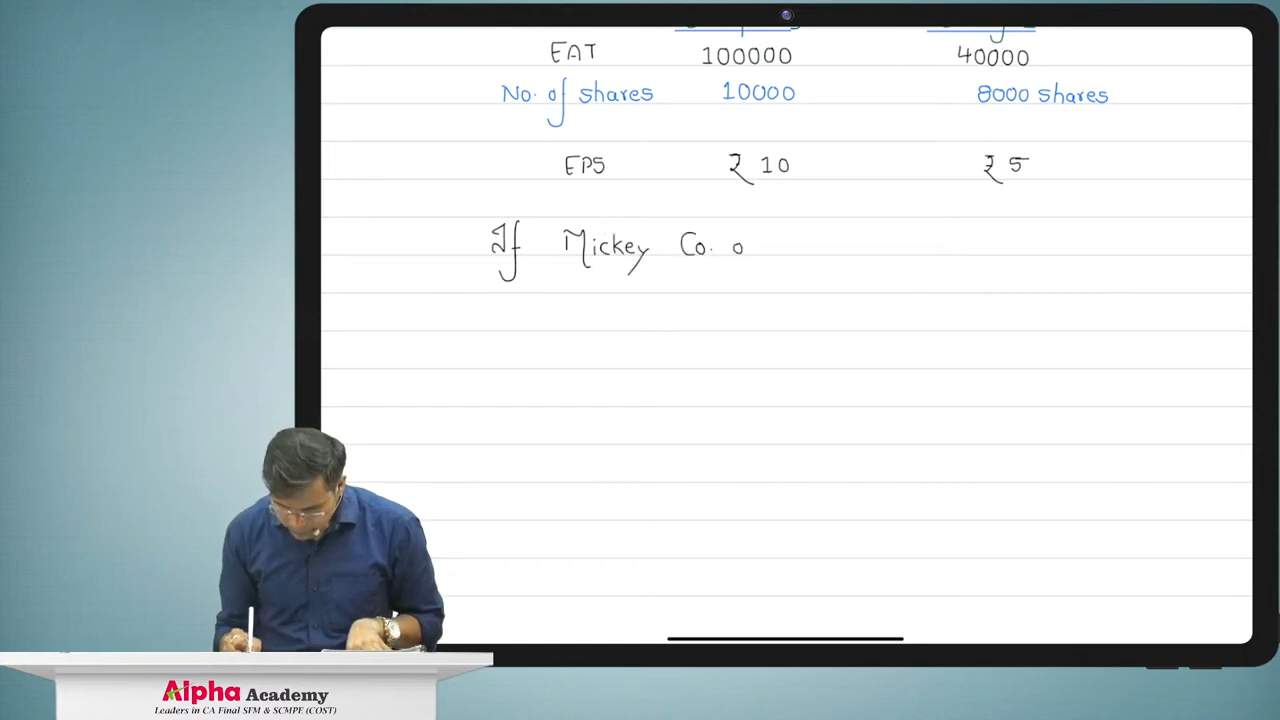 EAT 100000 40000
No. of shares 10000 8000 shares
EPS ₹ 10 ₹ 5
If Mickey Co. o
Alpha Academy
Leaders in CA Final SFM & SCMPE (COST)